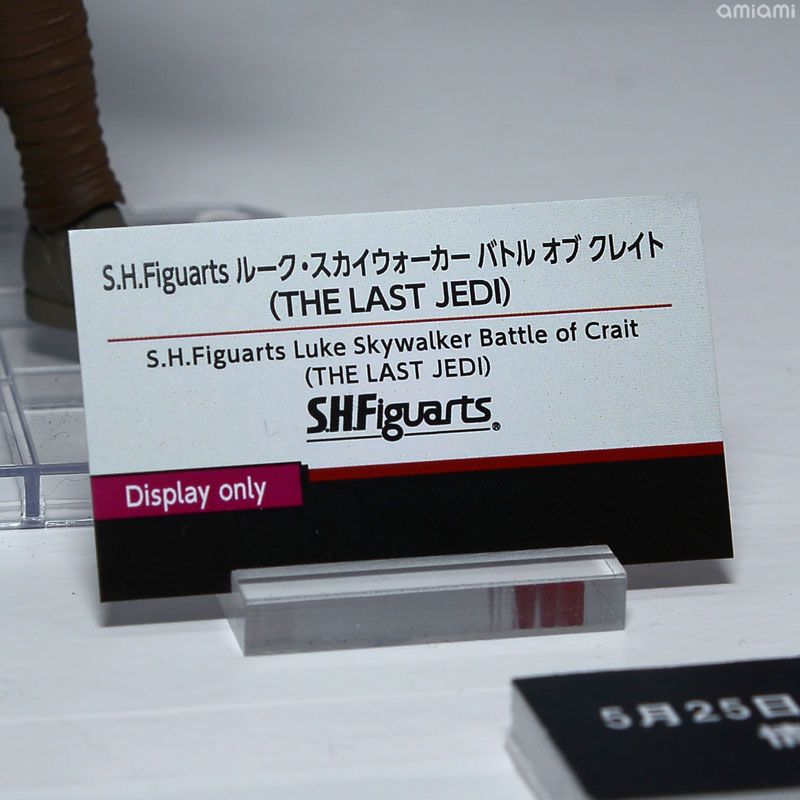 amiami
S.H.Figuarts ルーク・スカイウォーカー バトル オブ クレイト
(THE LAST JEDI)
S.H.Figuarts Luke Skywalker Battle of Crait
(THE LAST JEDI)
S.H.Figuarts®
Display only
5月25日
情